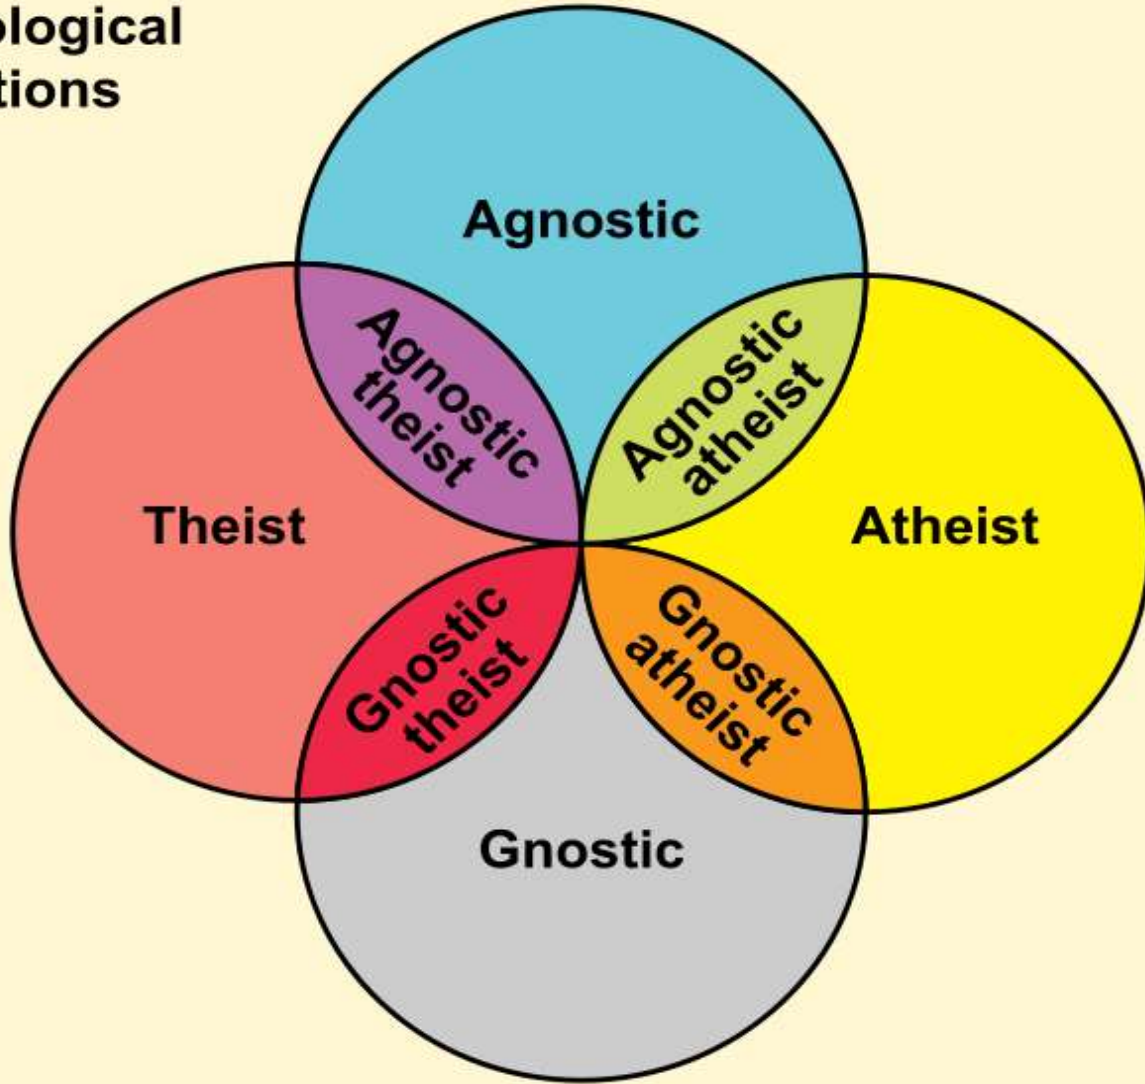 ological
tions
Agnostic
Agnostic
theist
Agnostic
atheist
Theist
Atheist
Gnostic
theist
Gnostic
atheist
Gnostic